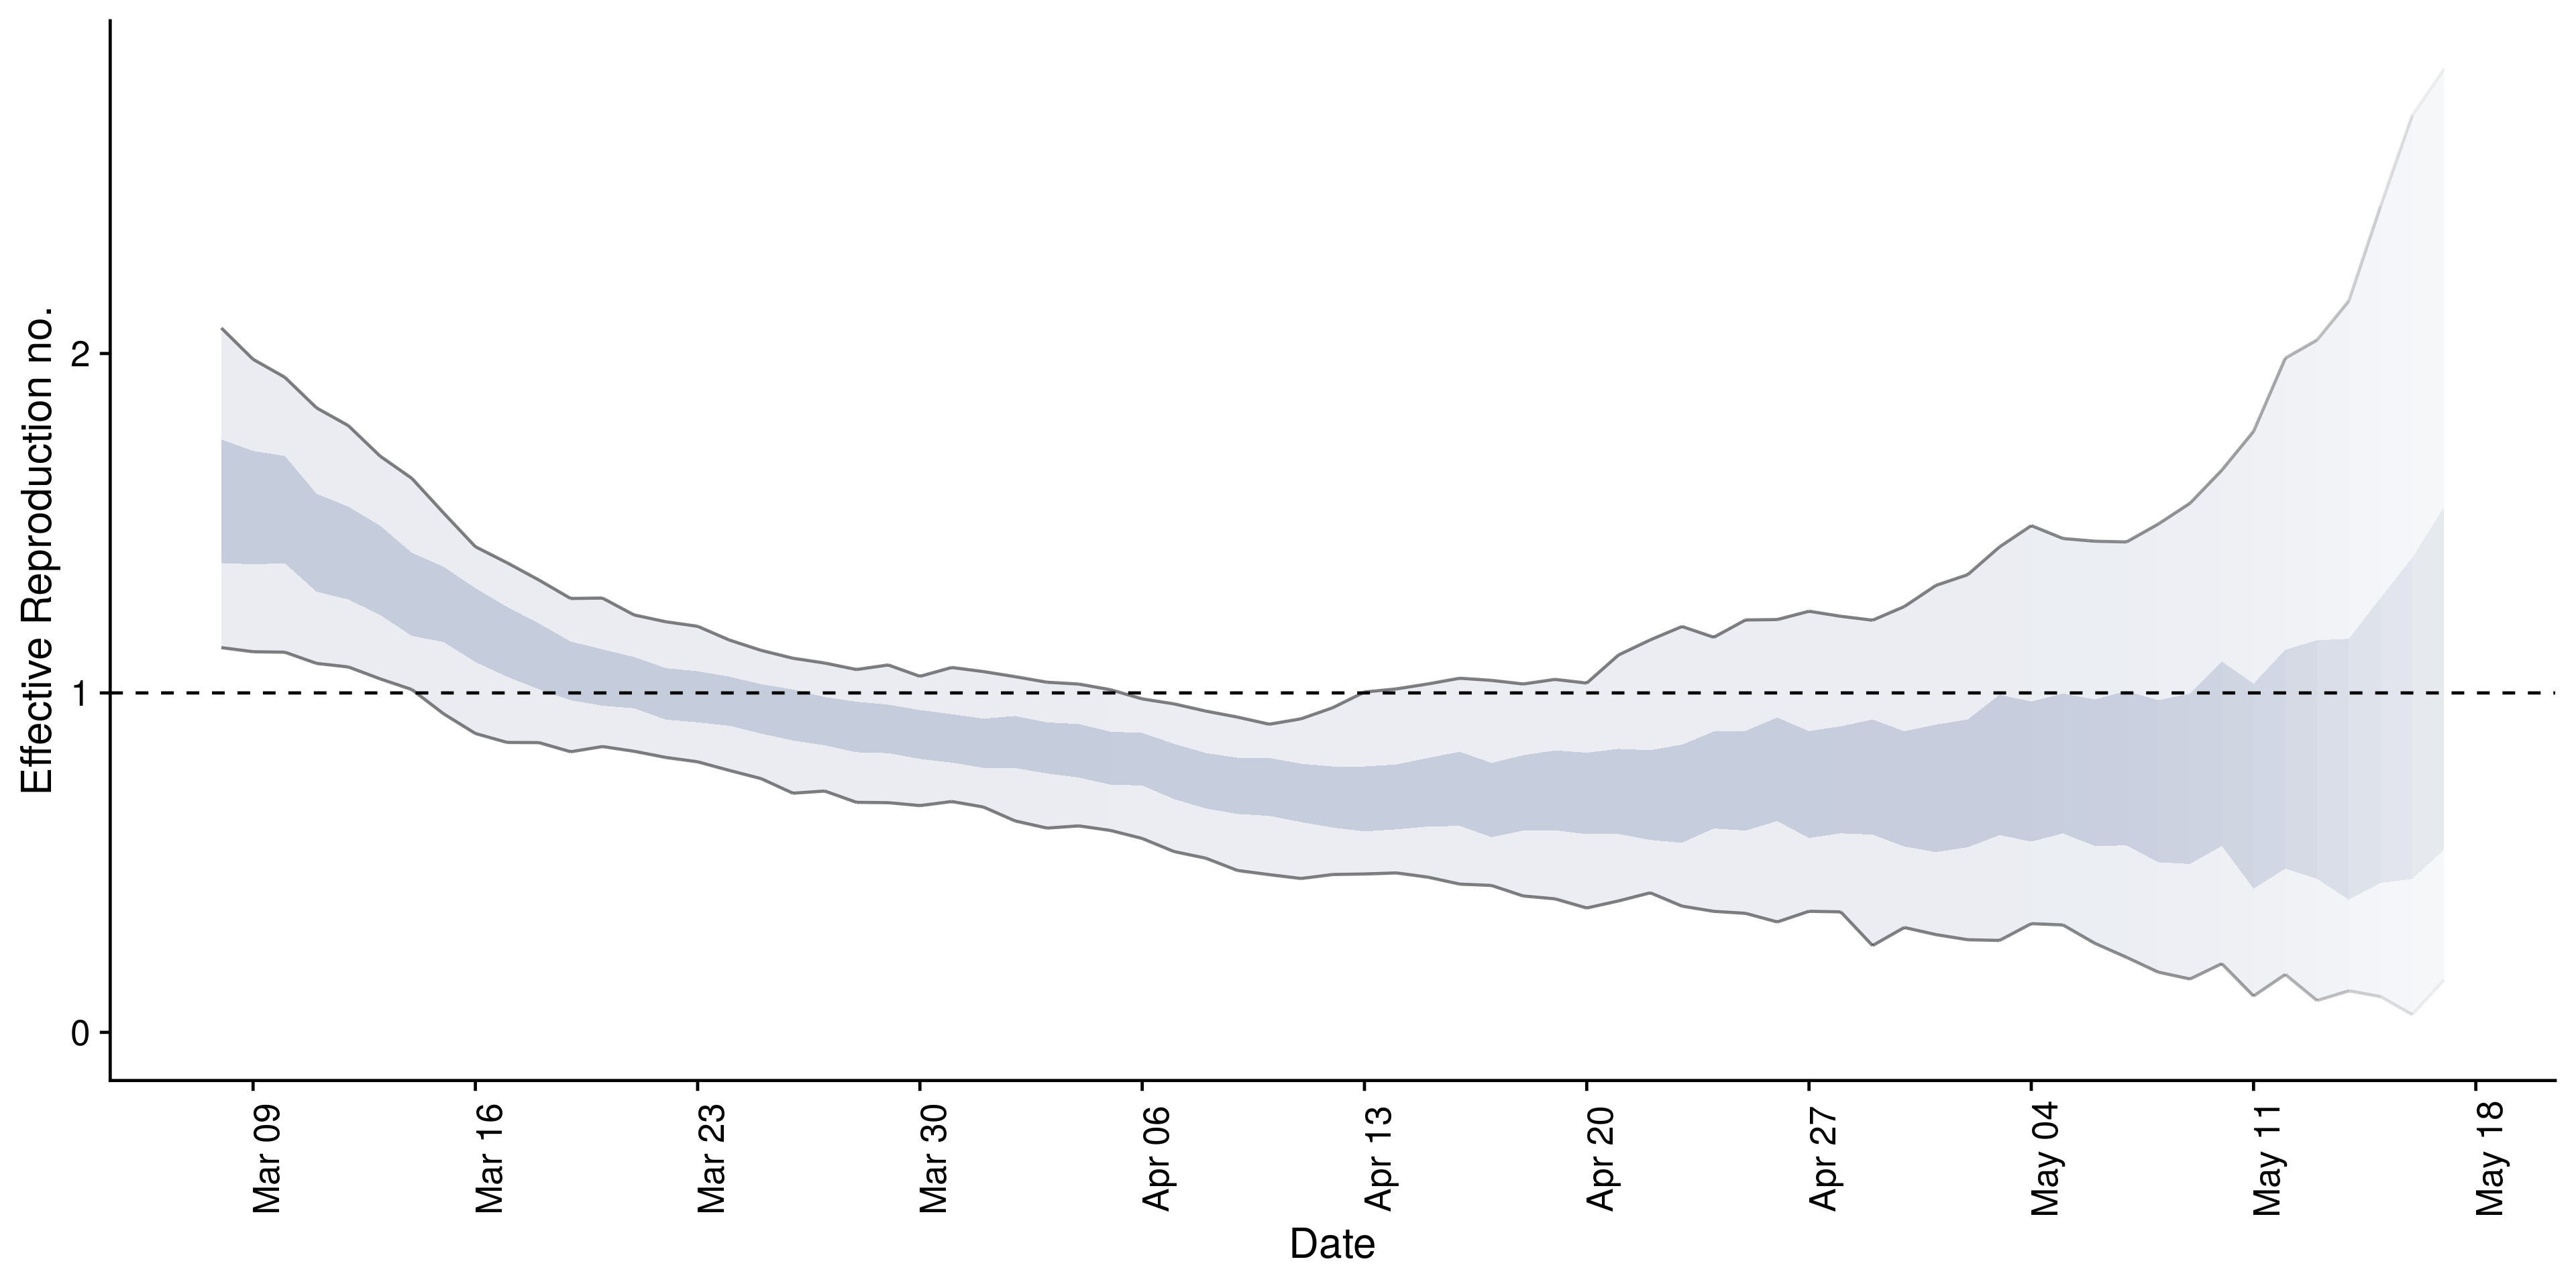 Effective Reproduction no.
2
1
0
Mar 09
Mar 16
Mar 23
Mar 30
Apr 06
Apr 13
Apr 20
Apr 27
May 04
May 11
May 18
Date